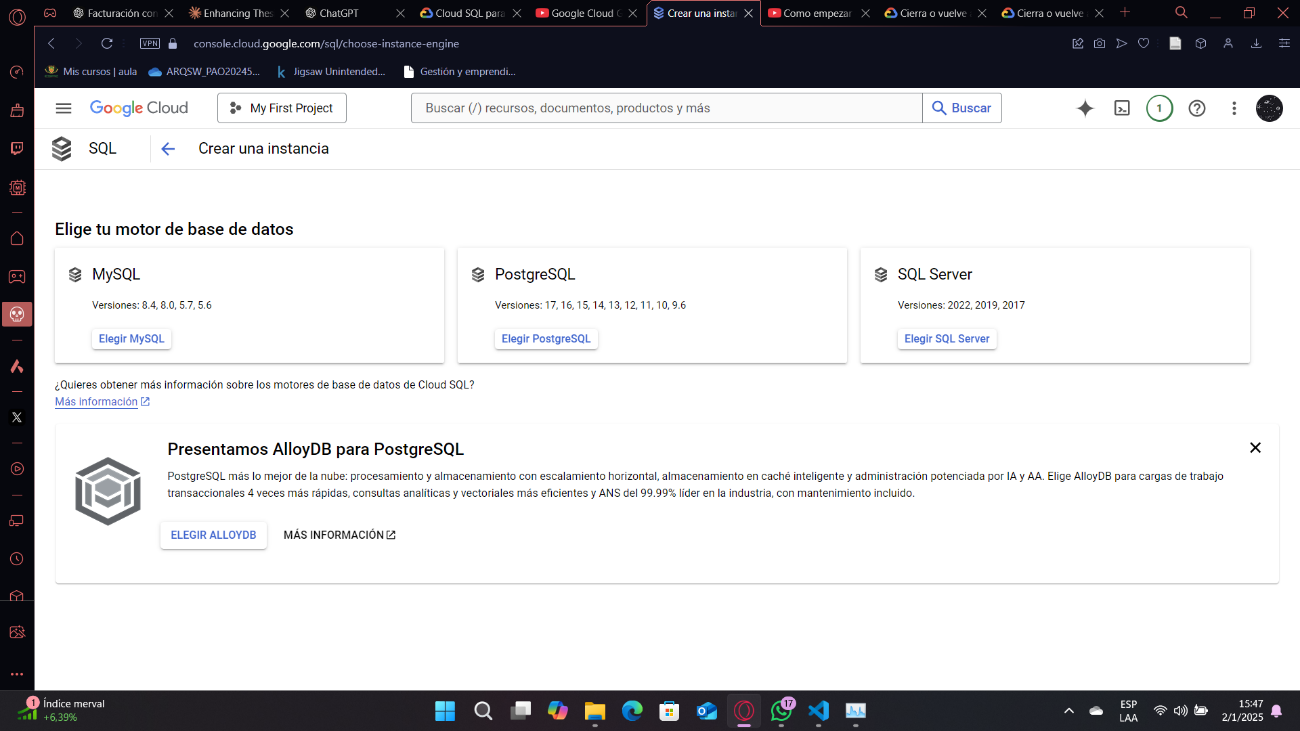 Facturación con
Enhancing Thes
ChatGPT
Cloud SQL para
Google Cloud C
Crear una instan
Como empezar
Cierra o vuelve
Cierra o vuelve
VPN
console.cloud.google.com/sql/choose-instance-engine
Mis cursos | aula
ARQSW_PAO20245...
Jigsaw Unintended...
Gestión y emprendi...
Google Cloud
My First Project
Buscar (/) recursos, documentos, productos y más
Buscar
1
SQL
Crear una instancia
Elige tu motor de base de datos
MySQL
Versiones: 8.4, 8.0, 5.7, 5.6
Elegir MySQL
PostgreSQL
Versiones: 17, 16, 15, 14, 13, 12, 11, 10, 9.6
Elegir PostgreSQL
SQL Server
Versiones: 2022, 2019, 2017
Elegir SQL Server
¿Quieres obtener más información sobre los motores de base de datos de Cloud SQL?
Más información
Presentamos AlloyDB para PostgreSQL
PostgreSQL más lo mejor de la nube: procesamiento y almacenamiento con escalamiento horizontal, almacenamiento en caché inteligente y administración potenciada por IA y AA. Elige AlloyDB para cargas de trabajo
transaccionales 4 veces más rápidas, consultas analíticas y vectoriales más eficientes y ANS del 99.99% líder en la industria, con mantenimiento incluido.
ELEGIR ALLOYDB
MÁS INFORMACIÓN
1
Índice merval
+6,39%
17
ESP
LAA
15:47
2/1/2025